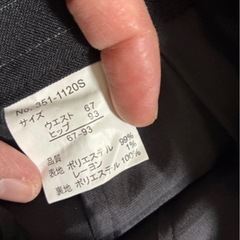 No. 351-1120S
サイズ
ウエスト 67
ヒップ 93
67-93
品質
表地 ポリエステル 99%
レーヨン 1%
裏地 ポリエステル 100%